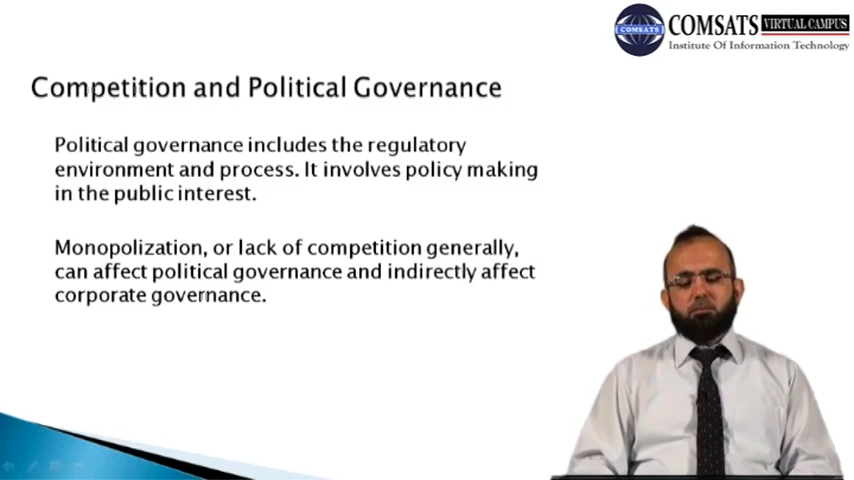 COMSATS VIRTUAL CAMPUS
COMSATS
Institute Of Information Technology
Competition and Political Governance
Political governance includes the regulatory
environment and process. It involves policy making
in the public interest.
Monopolization, or lack of competition generally,
can affect political governance and indirectly affect
corporate governance.